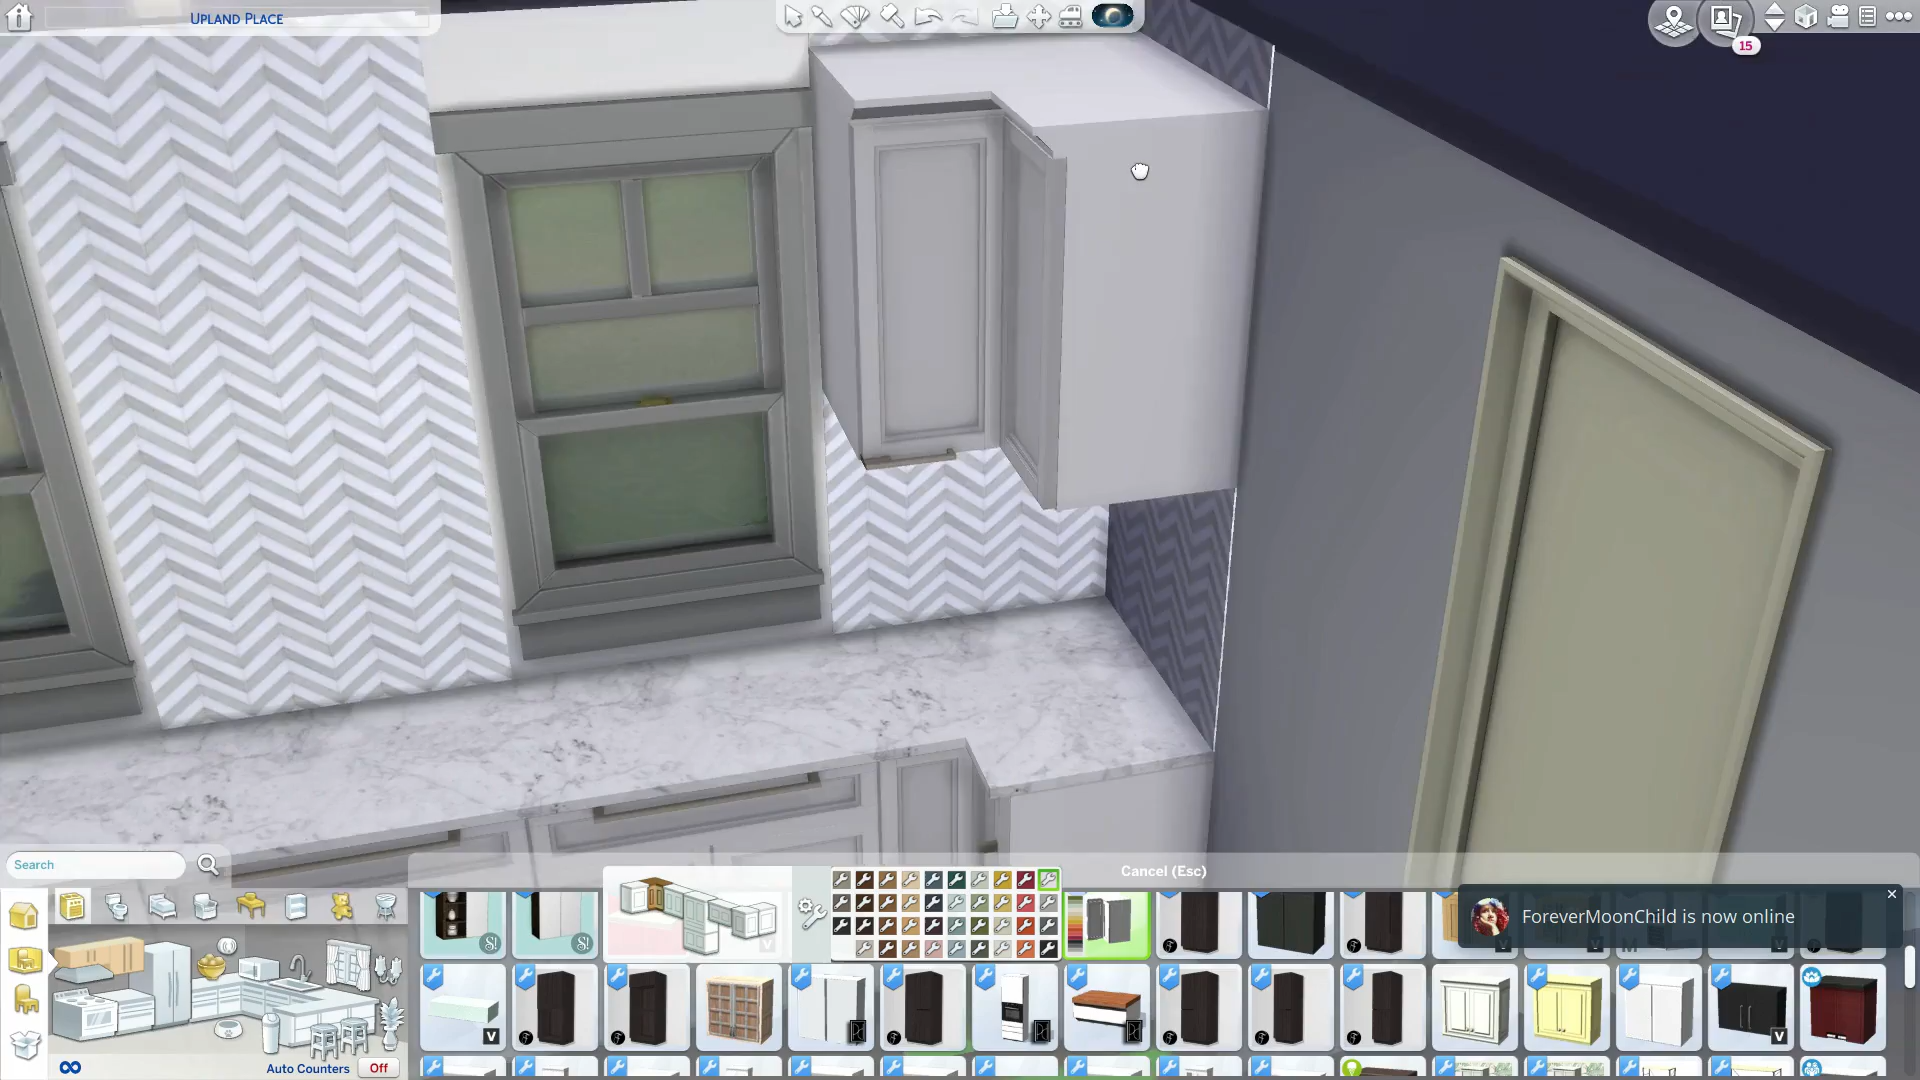 UPLAND PLACE
15
Search
Cancel (Esc)
ForeverMoonChild is now online
Auto Counters
Off